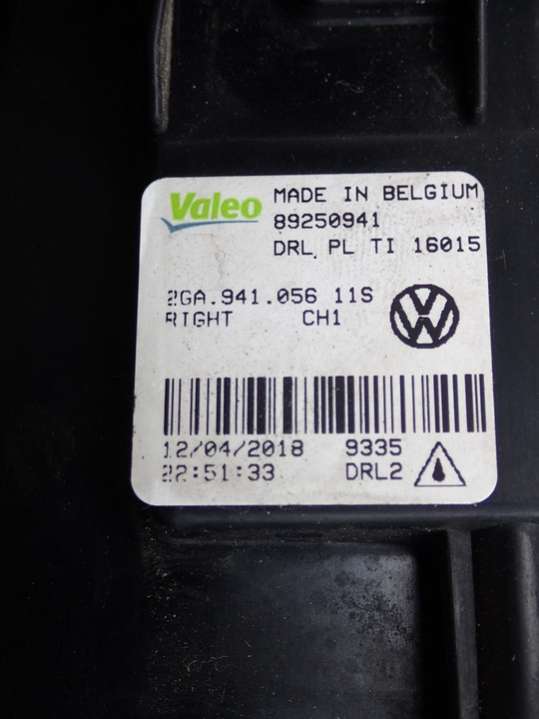 Valeo MADE IN BELGIUM
89250941
DRL PL TI 16015
2GA.941.056 11S
RIGHT CH1
12/04/2018 9335
22:51:33 DRL2